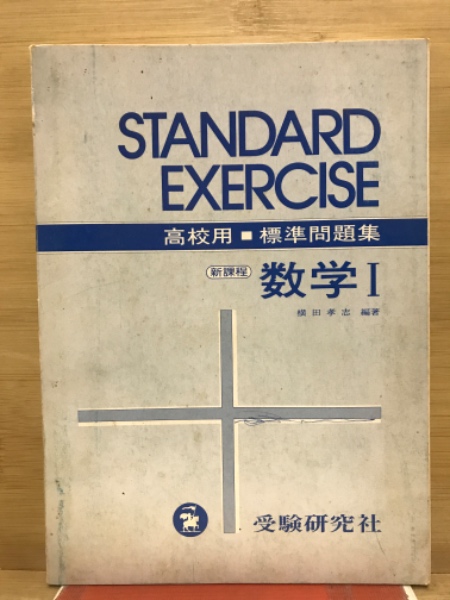 STANDARD
EXERCISE
高校用■標準問題集
新課程 数学I
横田孝志 編著
受験研究社